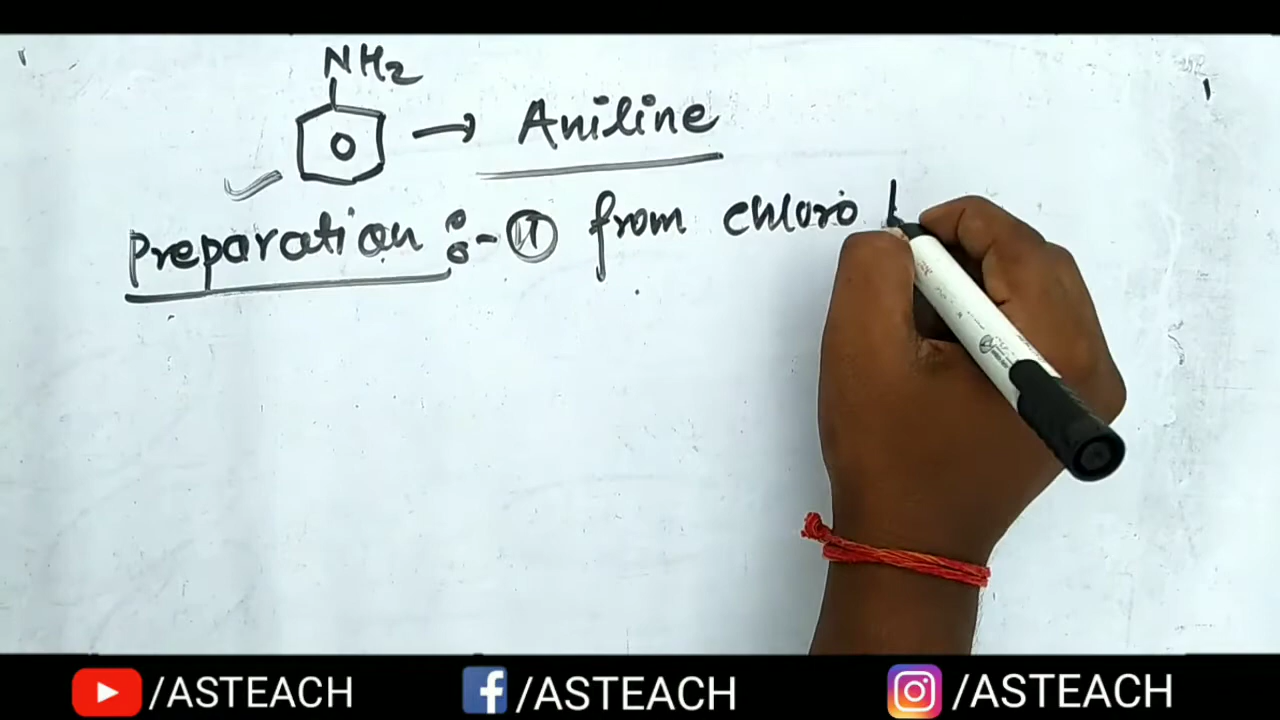 NH2
Aniline
Preparation :- ① from chloro b
/ASTEACH /ASTEACH /ASTEACH